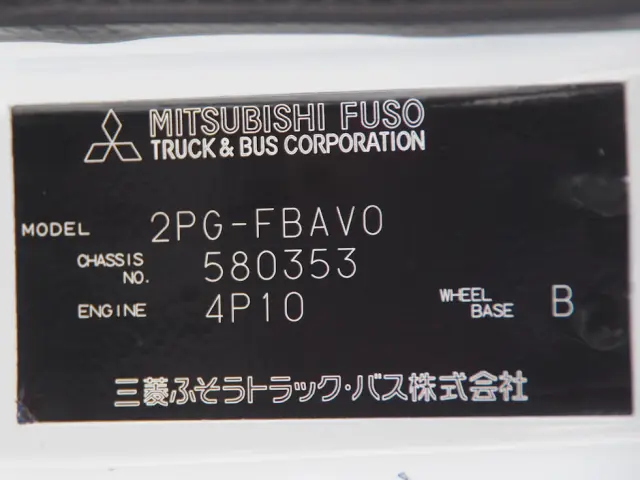 MITSUBISHI FUSO
TRUCK & BUS CORPORATION
MODEL 2PG-FBAV0
CHASSIS NO. 580353
ENGINE 4P10 WHEEL BASE B
三菱ふそうトラック・バス株式会社